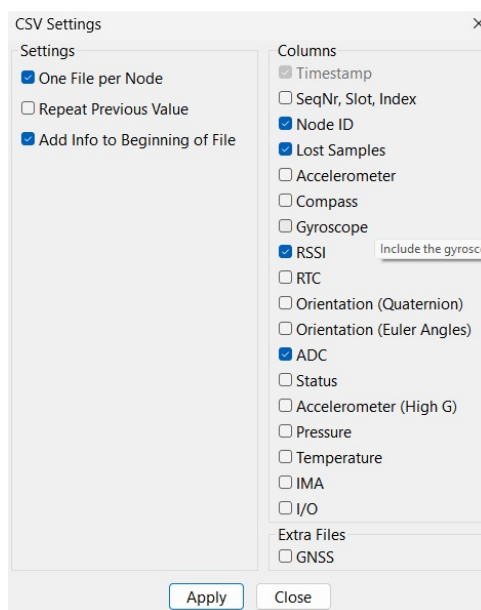 CSV Settings
Settings
One File per Node
Repeat Previous Value
Add Info to Beginning of File
Columns
Timestamp
SeqNr, Slot, Index
Node ID
Lost Samples
Accelerometer
Compass
Gyroscope
Include the gyrosc
RSSI
RTC
Orientation (Quaternion)
Orientation (Euler Angles)
ADC
Status
Accelerometer (High G)
Pressure
Temperature
IMA
I/O
Extra Files
GNSS
Apply
Close